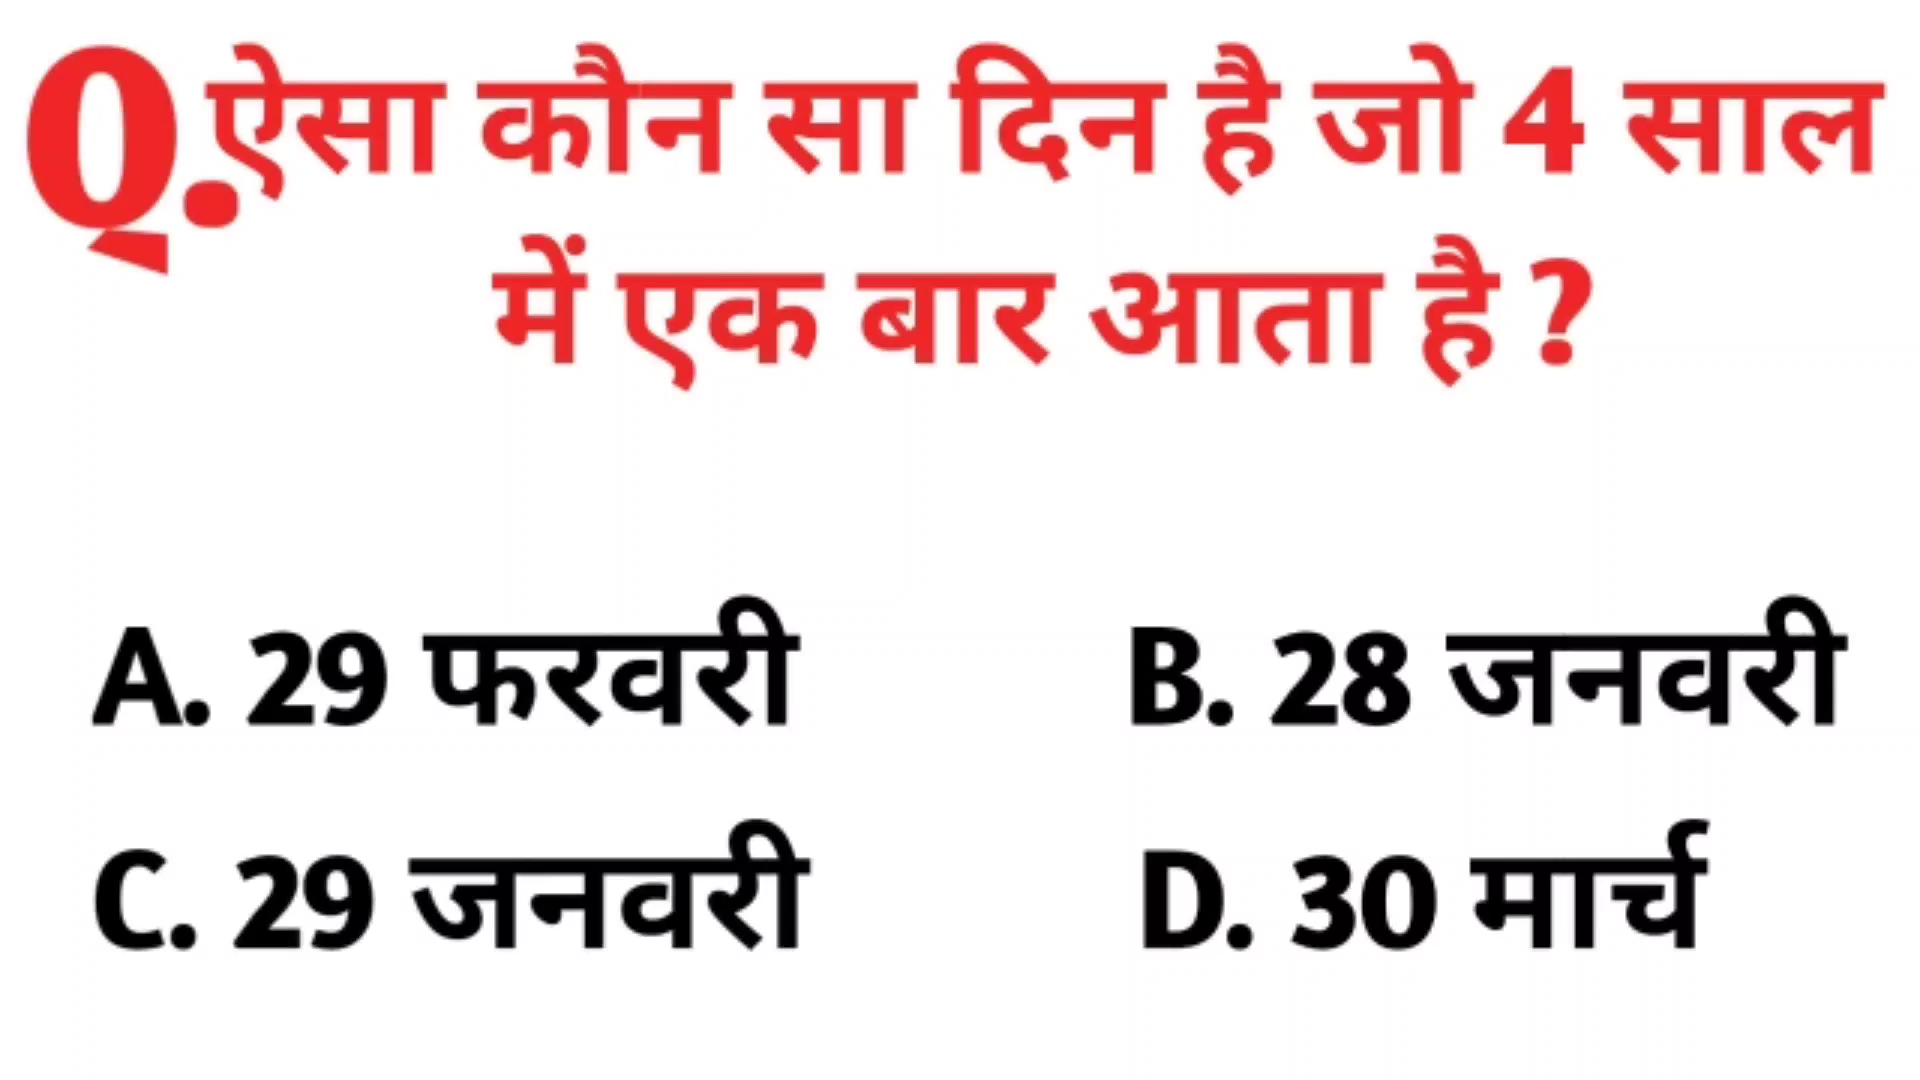 Q. ऐसा कौन सा दिन है जो 4 साल
में एक बार आता है ?
A. 29 फरवरी
B. 28 जनवरी
C. 29 जनवरी
D. 30 मार्च